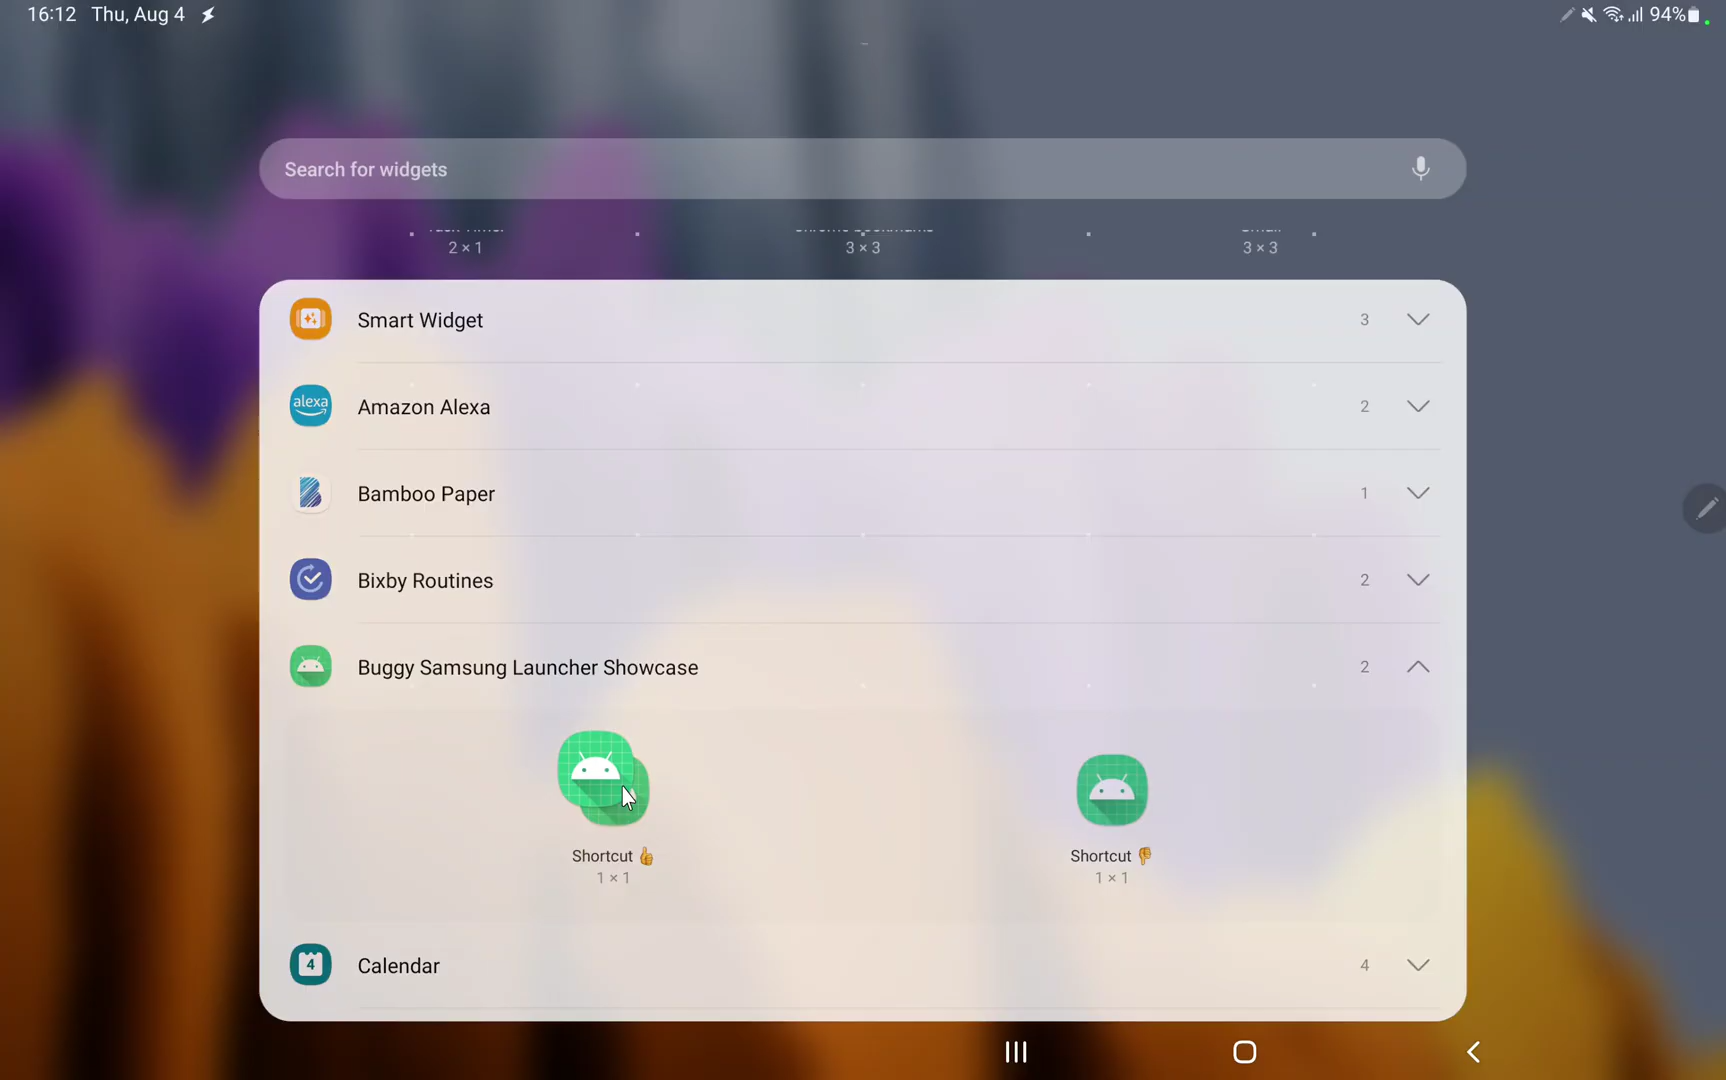 16:12 Thu, Aug 4
94%
Search for widgets
2 × 1
3 × 3
3 × 3
Smart Widget 3
alexa Amazon Alexa 2
Bamboo Paper 1
Bixby Routines 2
Buggy Samsung Launcher Showcase 2
Shortcut 👍
1 × 1
Shortcut 👎
1 × 1
4 Calendar 4